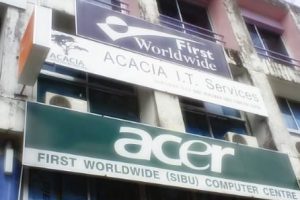 First
Worldwide
ACACIA I.T. Services
ACACIA
acer
FIRST WORLDWIDE (SIBU) COMPUTER CENTRE